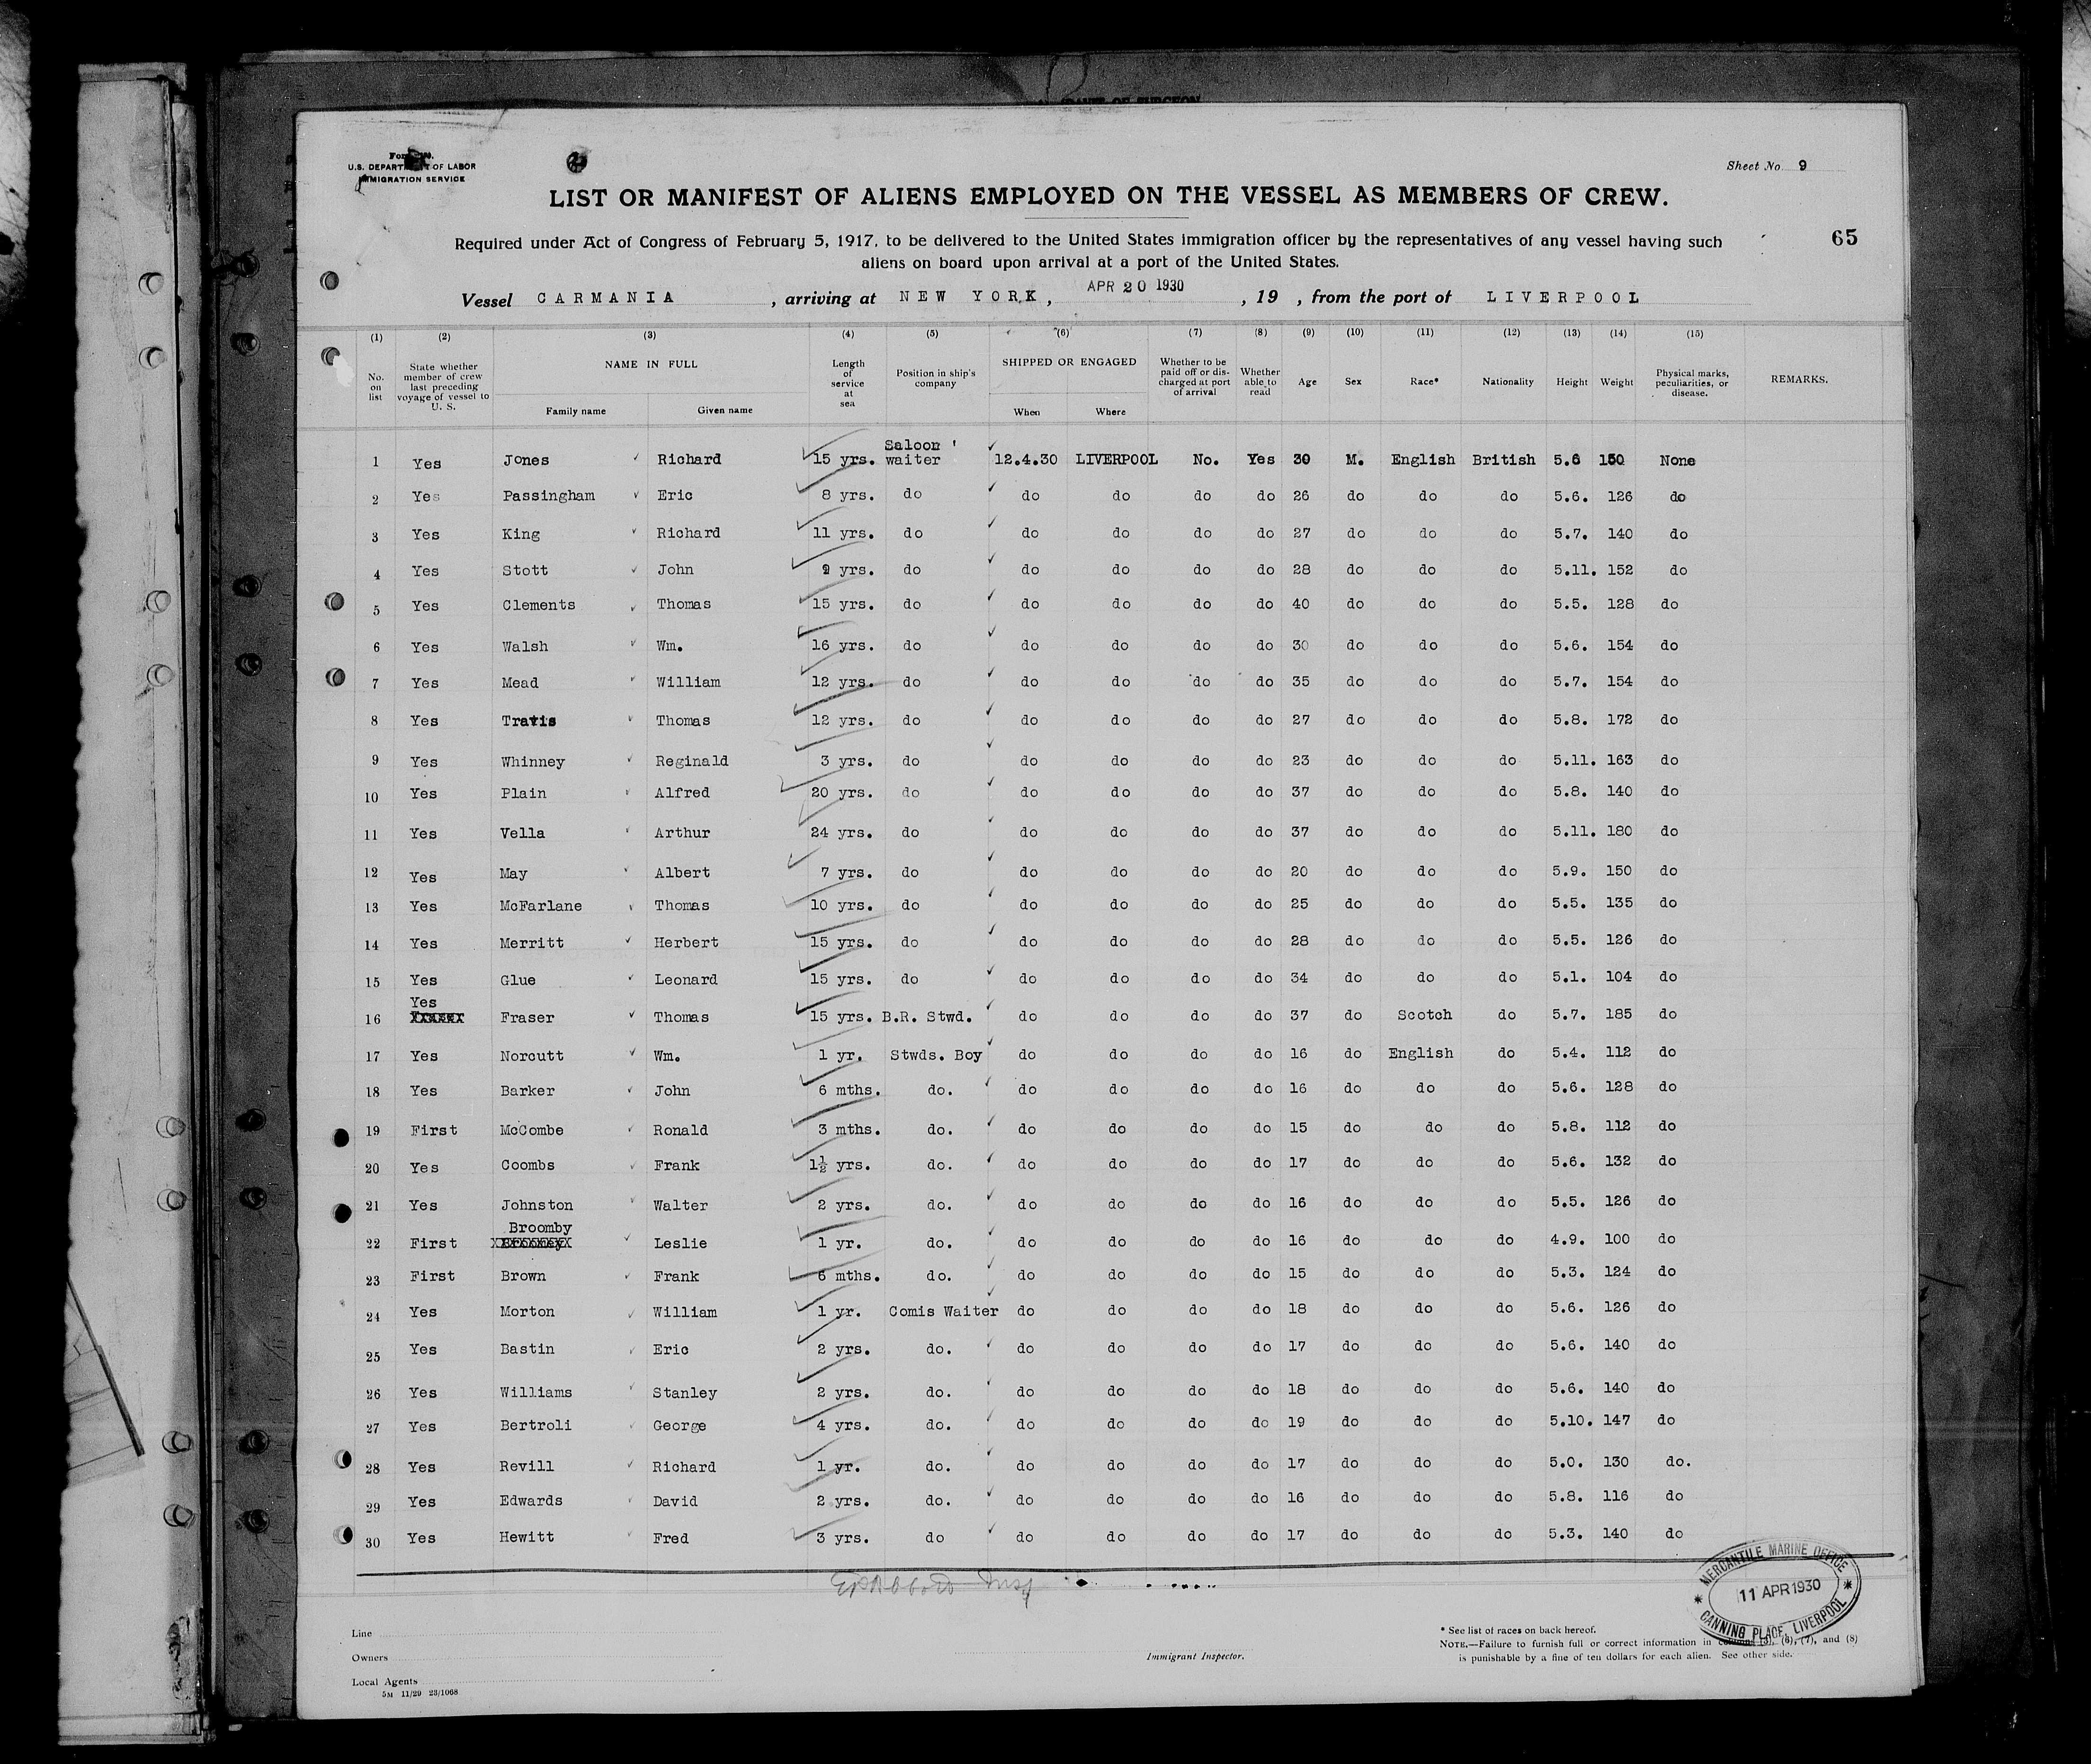 U.S. DEPARTMENT OF LABOR
IMMIGRATION SERVICE
Sheet No. 9
LIST OR MANIFEST OF ALIENS EMPLOYED ON THE VESSEL AS MEMBERS OF CREW.
Required under Act of Congress of February 5, 1917, to be delivered to the United States immigration officer by the representatives of any vessel having such
aliens on board upon arrival at a port of the United States.
65
Vessel CARMANIA , arriving at NEW YORK, APR 20 1930 , 19 , from the port of LIVERPOOL
(1) (2) (3) (4) (5) (6) (7) (8) (9) (10) (11) (12) (13) (14) (15)
No. on list State whether member of crew last preceding voyage of vessel to U. S. NAME IN FULL Family name Given name Length of service at sea Position in ship's company SHIPPED OR ENGAGED When Where Whether to be paid off or discharged at port of arrival Whether able to read Age Sex Race* Nationality Height Weight Physical marks, peculiarities, or disease. REMARKS.
1 Yes Jones Richard 15 yrs. Saloon waiter 12.4.30 LIVERPOOL No. Yes 30 M. English British 5.6 150 None
2 Yes Passingham Eric 8 yrs. do do do do do 26 do do do 5.6. 126 do
3 Yes King Richard 11 yrs. do do do do do 27 do do do 5.7. 140 do
4 Yes Stott John 9 yrs. do do do do do 28 do do do 5.11. 152 do
5 Yes Clements Thomas 15 yrs. do do do do do 40 do do do 5.5. 128 do
6 Yes Walsh Wm. 16 yrs. do do do do do 30 do do do 5.6. 154 do
7 Yes Mead William 12 yrs. do do do do do 35 do do do 5.7. 154 do
8 Yes Travis Thomas 12 yrs. do do do do do 27 do do do 5.8. 172 do
9 Yes Whinney Reginald 3 yrs. do do do do do 23 do do do 5.11. 163 do
10 Yes Plain Alfred 20 yrs. do do do do do 37 do do do 5.8. 140 do
11 Yes Vella Arthur 24 yrs. do do do do do 37 do do do 5.11. 180 do
12 Yes May Albert 7 yrs. do do do do do 20 do do do 5.9. 150 do
13 Yes McFarlane Thomas 10 yrs. do do do do do 25 do do do 5.5. 135 do
14 Yes Merritt Herbert 15 yrs. do do do do do 28 do do do 5.5. 126 do
15 Yes Glue Leonard 15 yrs. do do do do do 34 do do do 5.1. 104 do
16 Yes Fraser Thomas 15 yrs. B.R. Stwd. do do do do 37 do Scotch do 5.7. 185 do
17 Yes Norcutt Wm. 1 yr. Stwds. Boy do do do do 16 do English do 5.4. 112 do
18 Yes Barker John 6 mths. do. do do do do 16 do do do 5.6. 128 do
19 First McCombe Ronald 3 mths. do. do do do do 15 do do do 5.8. 112 do
20 Yes Coombs Frank 1½ yrs. do. do do do do 17 do do do 5.6. 132 do
21 Yes Johnston Walter 2 yrs. do. do do do do 16 do do do 5.5. 126 do
22 First Broomby Leslie 1 yr. do. do do do do 16 do do do 4.9. 100 do
23 First Brown Frank 6 mths. do. do do do do 15 do do do 5.3. 124 do
24 Yes Morton William 1 yr. Comis Waiter do do do do 18 do do do 5.6. 126 do
25 Yes Bastin Eric 2 yrs. do. do do do do 17 do do do 5.6. 140 do
26 Yes Williams Stanley 2 yrs. do. do do do do 18 do do do 5.6. 140 do
27 Yes Bertroli George 4 yrs. do. do do do do 19 do do do 5.10. 147 do
28 Yes Revill Richard 1 yr. do. do do do do 17 do do do 5.0. 130 do.
29 Yes Edwards David 2 yrs. do. do do do do 16 do do do 5.8. 116 do
30 Yes Hewitt Fred 3 yrs. do do do do do 17 do do do 5.3. 140 do
MERCANTILE MARINE OFFICE
11 APR 1930
CANNING PLACE, LIVERPOOL
Line
Owners
Local Agents
5M 11/29 23/1068
Immigrant Inspector.
* See list of races on back hereof.
NOTE.—Failure to furnish full or correct information in columns (5), (6), (7), and (8)
is punishable by a fine of ten dollars for each alien. See other side.